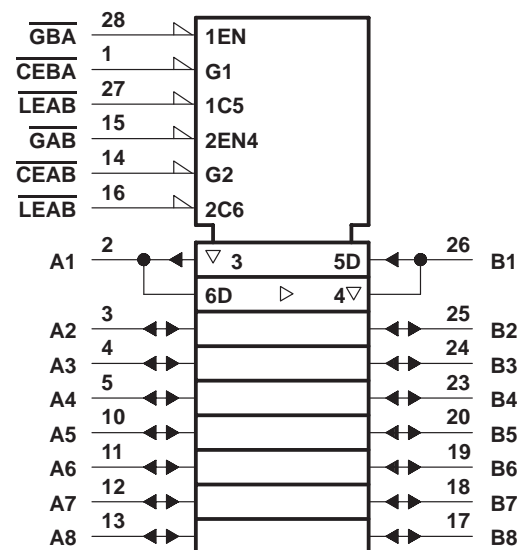 GBA 28 1EN
CEBA 1 G1
LEAB 27 1C5
GAB 15 2EN4
CEAB 14 G2
LEAB 16 2C6
A1 2 3 5D 26 B1
6D 4
A2 3 25 B2
A3 4 24 B3
A4 5 23 B4
A5 10 20 B5
A6 11 19 B6
A7 12 18 B7
A8 13 17 B8